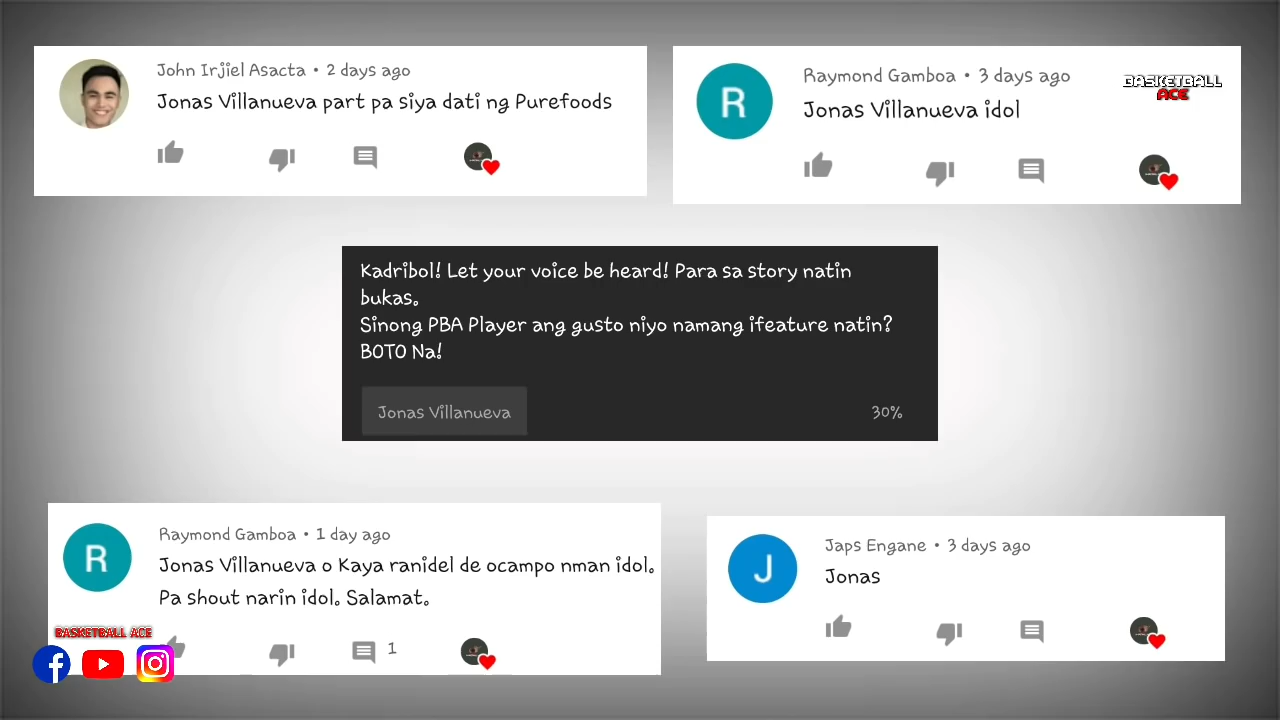 John Irjiel Asacta • 2 days ago
Jonas Villanueva part pa siya dati ng Purefoods
Raymond Gamboa • 3 days ago
Jonas Villanueva idol
BASKETBALL
ACE
Kadribol! Let your voice be heard! Para sa story natin
bukas.
Sinong PBA Player ang gusto niyo namang ifeature natin?
BOTO Na!
Jonas Villanueva 30%
R
Raymond Gamboa • 1 day ago
Jonas Villanueva o Kaya ranidel de ocampo nman idol.
Pa shout narin idol. Salamat.
1
J
Japs Engane • 3 days ago
Jonas
BASKETBALL ACE
R